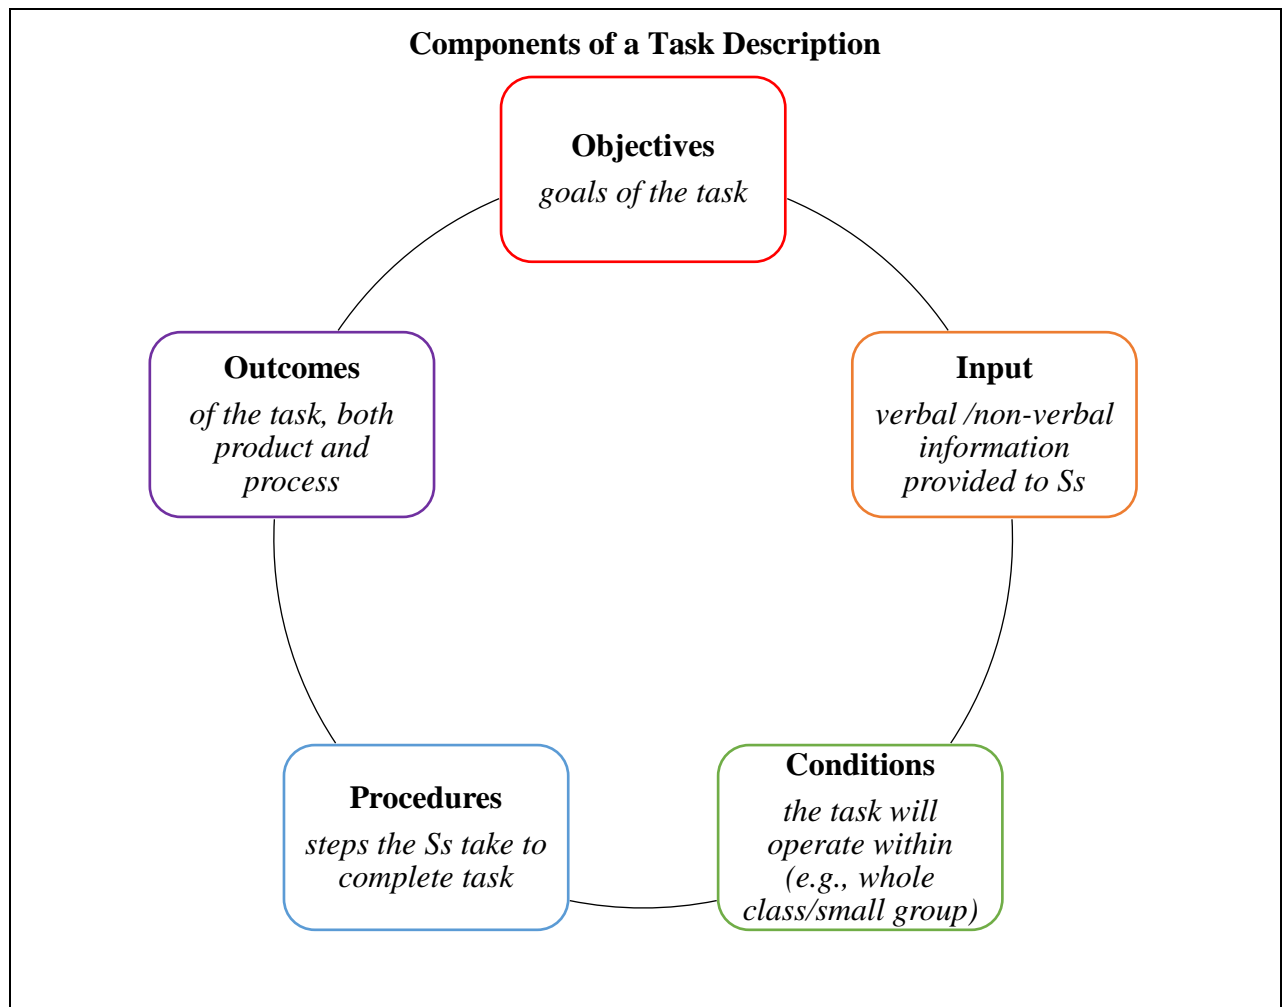 Components of a Task Description
Objectives
goals of the task
Input
verbal /non-verbal
information
provided to Ss
Conditions
the task will
operate within
(e.g., whole
class/small group)
Procedures
steps the Ss take to
complete task
Outcomes
of the task, both
product and
process